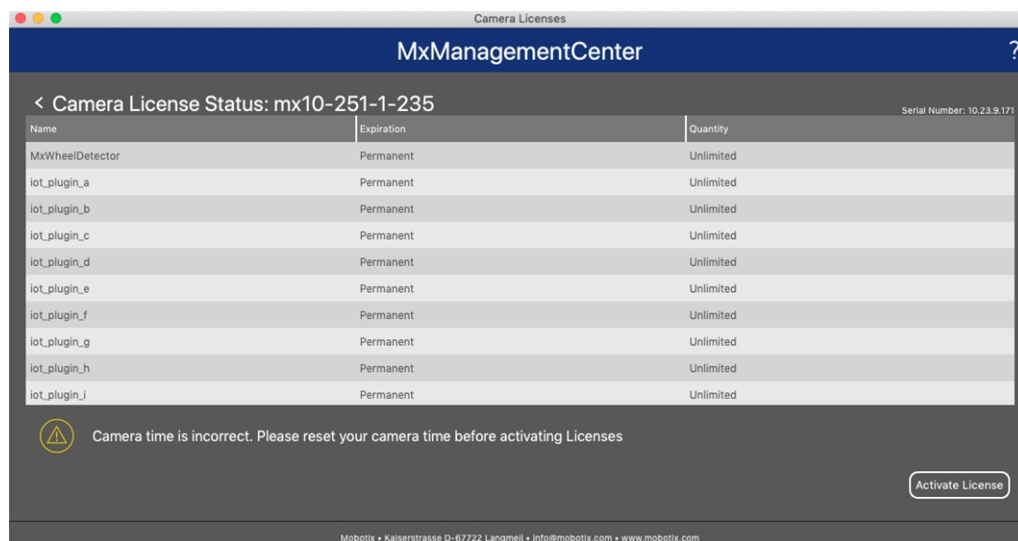 Camera Licenses
MxManagementCenter
?
< Camera License Status: mx10-251-1-235
Serial Number: 10.23.9.171
Name Expiration Quantity
MxWheelDetector Permanent Unlimited
iot_plugin_a Permanent Unlimited
iot_plugin_b Permanent Unlimited
iot_plugin_c Permanent Unlimited
iot_plugin_d Permanent Unlimited
iot_plugin_e Permanent Unlimited
iot_plugin_f Permanent Unlimited
iot_plugin_g Permanent Unlimited
iot_plugin_h Permanent Unlimited
iot_plugin_i Permanent Unlimited
Camera time is incorrect. Please reset your camera time before activating Licenses
Activate License
Mobotix • Kaiserstrasse D-67722 Langmeil • info@mobotix.com • www.mobotix.com